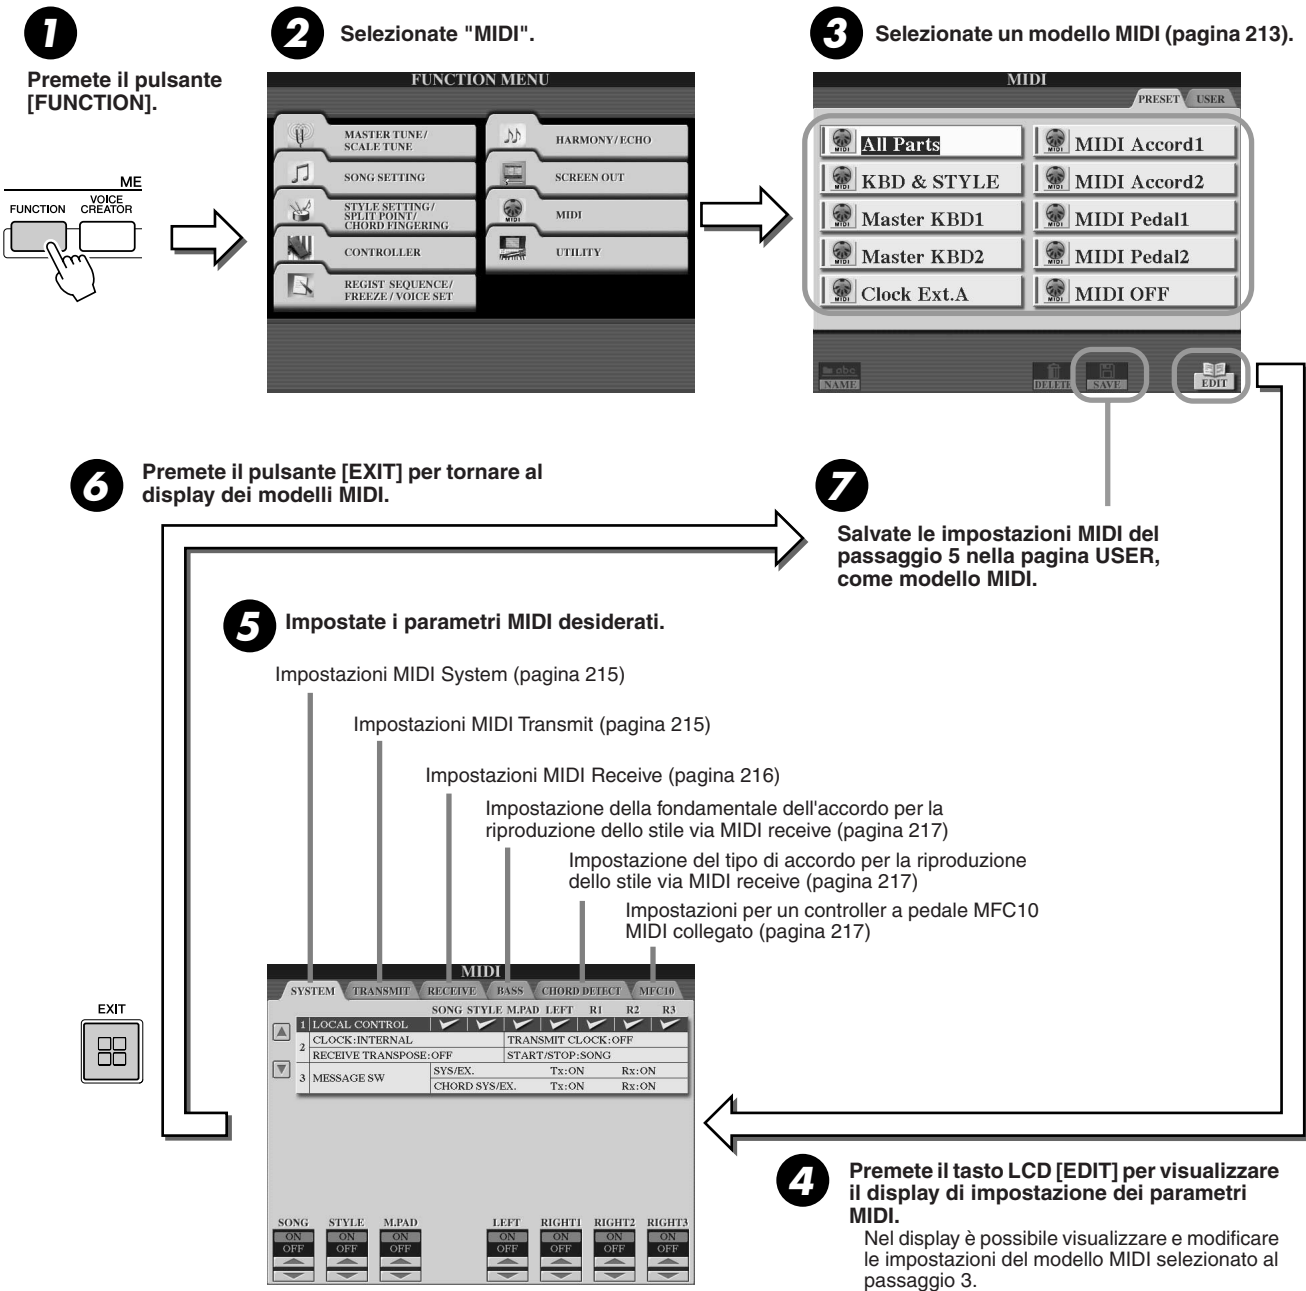 1
Premete il pulsante
[FUNCTION].
ME
FUNCTION
VOICE
CREATOR
2
Selezionate "MIDI".
FUNCTION MENU
MASTER TUNE/
SCALE TUNE
HARMONY/ECHO
SONG SETTING
SCREEN OUT
STYLE SETTING/
SPLIT POINT/
CHORD FINGERING
MIDI
MIDI
CONTROLLER
UTILITY
REGIST SEQUENCE/
FREEZE / VOICE SET
3
Selezionate un modello MIDI (pagina 213).
MIDI
PRESET USER
MIDI All Parts
MIDI MIDI Accord1
MIDI KBD & STYLE
MIDI MIDI Accord2
MIDI Master KBD1
MIDI MIDI Pedal1
MIDI Master KBD2
MIDI MIDI Pedal2
MIDI Clock Ext.A
MIDI MIDI OFF
abc
NAME
DELETE
SAVE
EDIT
6
Premete il pulsante [EXIT] per tornare al
display dei modelli MIDI.
7
Salvate le impostazioni MIDI del
passaggio 5 nella pagina USER,
come modello MIDI.
5
Impostate i parametri MIDI desiderati.
Impostazioni MIDI System (pagina 215)
Impostazioni MIDI Transmit (pagina 215)
Impostazioni MIDI Receive (pagina 216)
Impostazione della fondamentale dell'accordo per la
riproduzione dello stile via MIDI receive (pagina 217)
Impostazione del tipo di accordo per la riproduzione
dello stile via MIDI receive (pagina 217)
Impostazioni per un controller a pedale MFC10
MIDI collegato (pagina 217)
EXIT
MIDI
SYSTEM TRANSMIT RECEIVE BASS CHORD DETECT MFC10
SONG STYLE M.PAD LEFT R1 R2 R3
1 LOCAL CONTROL
2 CLOCK:INTERNAL TRANSMIT CLOCK:OFF
RECEIVE TRANSPOSE:OFF START/STOP:SONG
3 MESSAGE SW SYS/EX. Tx:ON Rx:ON
CHORD SYS/EX. Tx:ON Rx:ON
SONG STYLE M.PAD LEFT RIGHT1 RIGHT2 RIGHT3
ON ON ON ON ON ON ON
OFF OFF OFF OFF OFF OFF OFF
4
Premete il tasto LCD [EDIT] per visualizzare
il display di impostazione dei parametri
MIDI.
Nel display è possibile visualizzare e modificare
le impostazioni del modello MIDI selezionato al
passaggio 3.